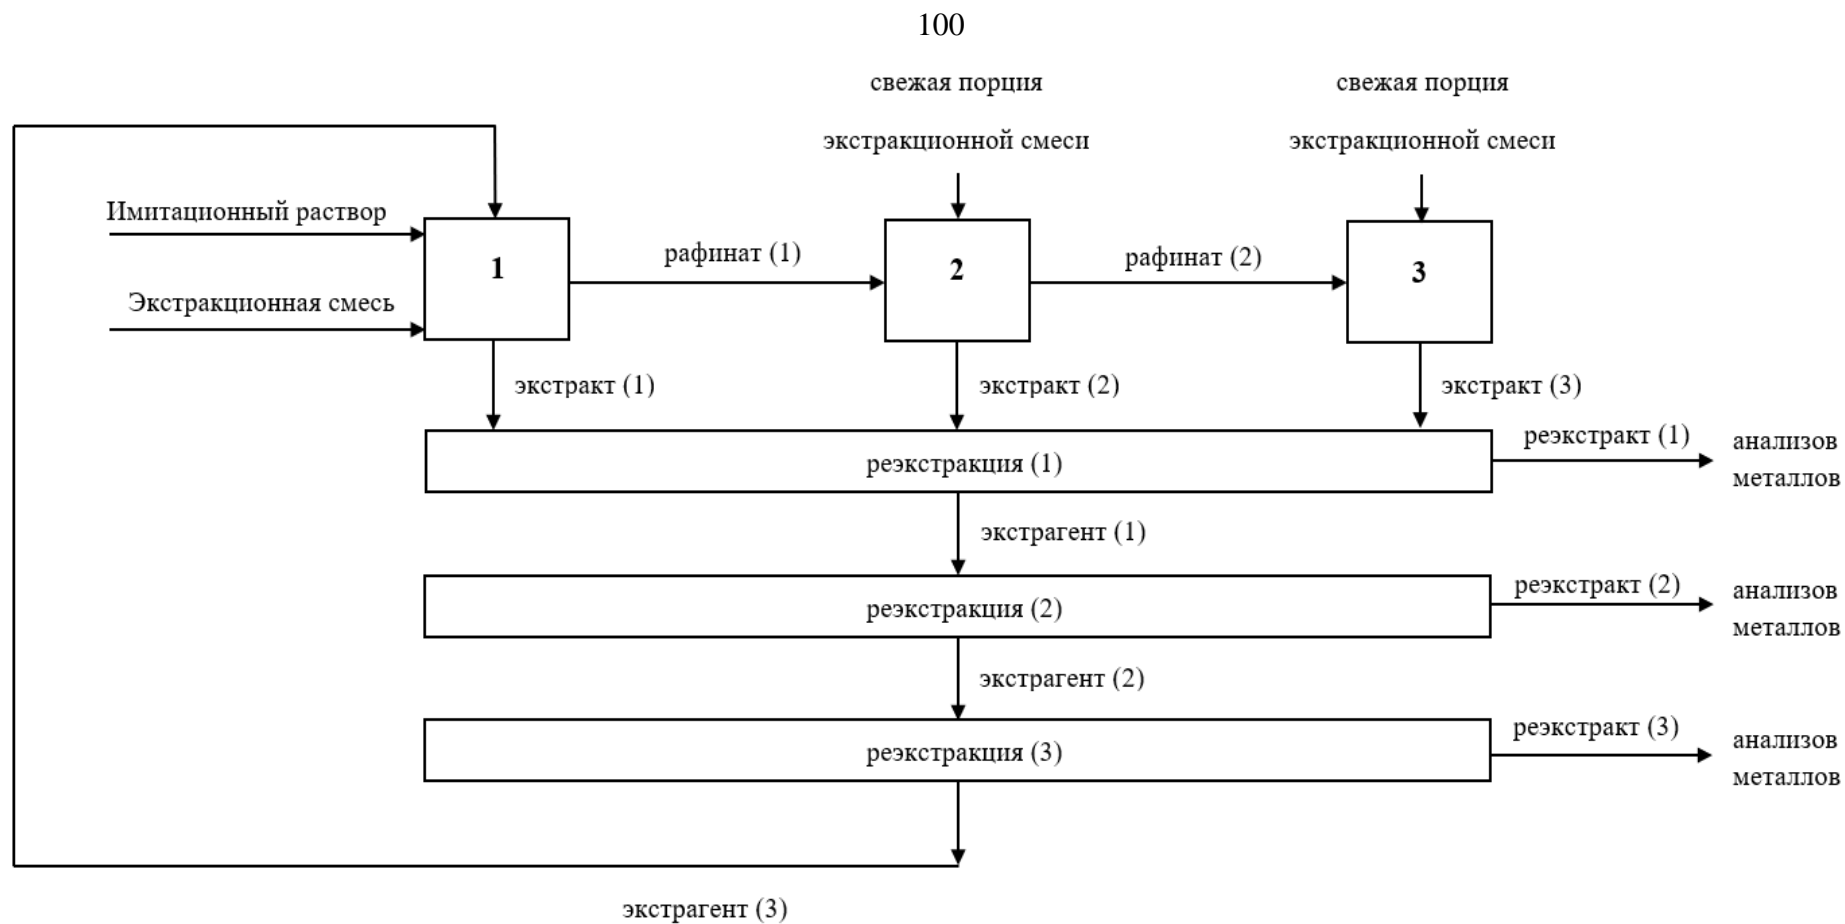 100
свежая порция
экстракционной смеси
свежая порция
экстракционной смеси
Имитационный раствор
Экстракционная смесь
1
рафинат (1)
2
рафинат (2)
3
экстракт (1)
экстракт (2)
экстракт (3)
реэкстракция (1)
реэкстракт (1)
анализов
металлов
экстрагент (1)
реэкстракция (2)
реэкстракт (2)
анализов
металлов
экстрагент (2)
реэкстракция (3)
реэкстракт (3)
анализов
металлов
экстрагент (3)